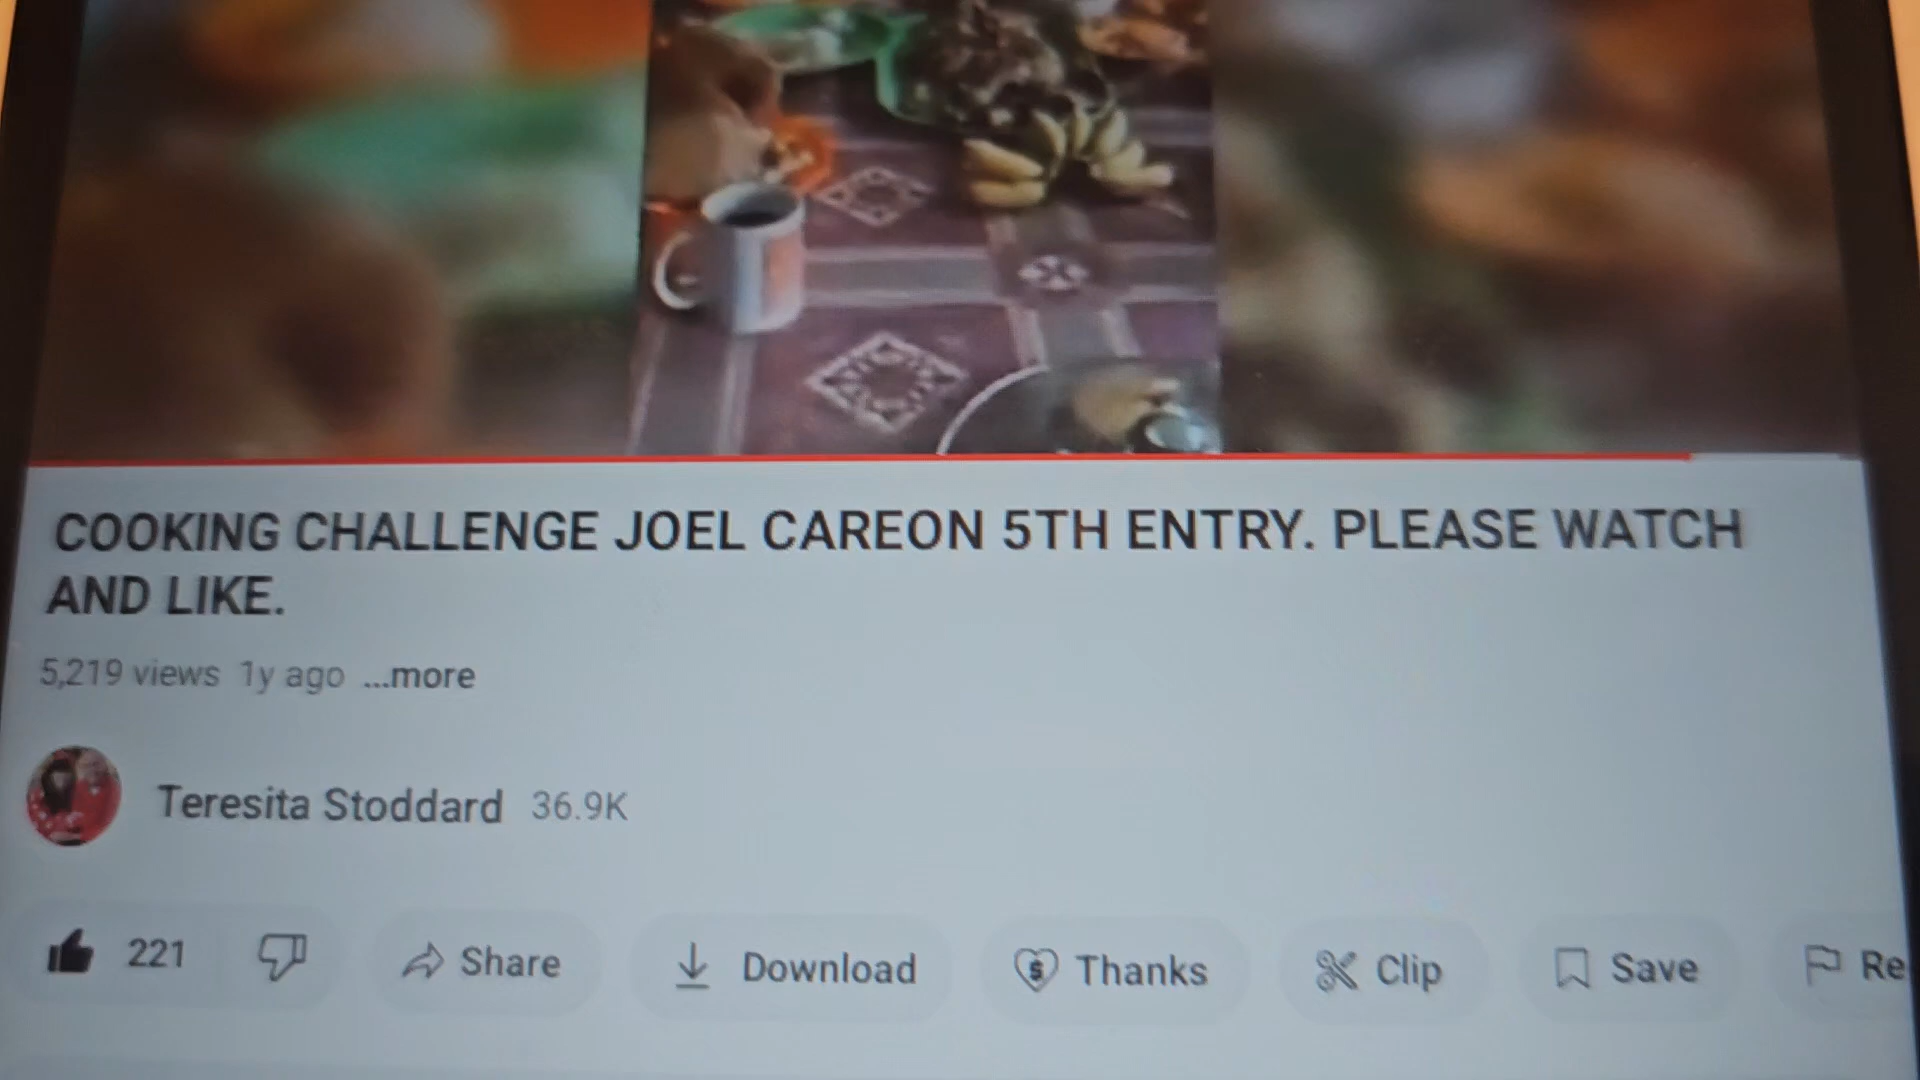 COOKING CHALLENGE JOEL CAREON 5TH ENTRY. PLEASE WATCH
AND LIKE.
5,219 views 1y ago ...more
Teresita Stoddard 36.9K
221 Share Download Thanks Clip Save Re